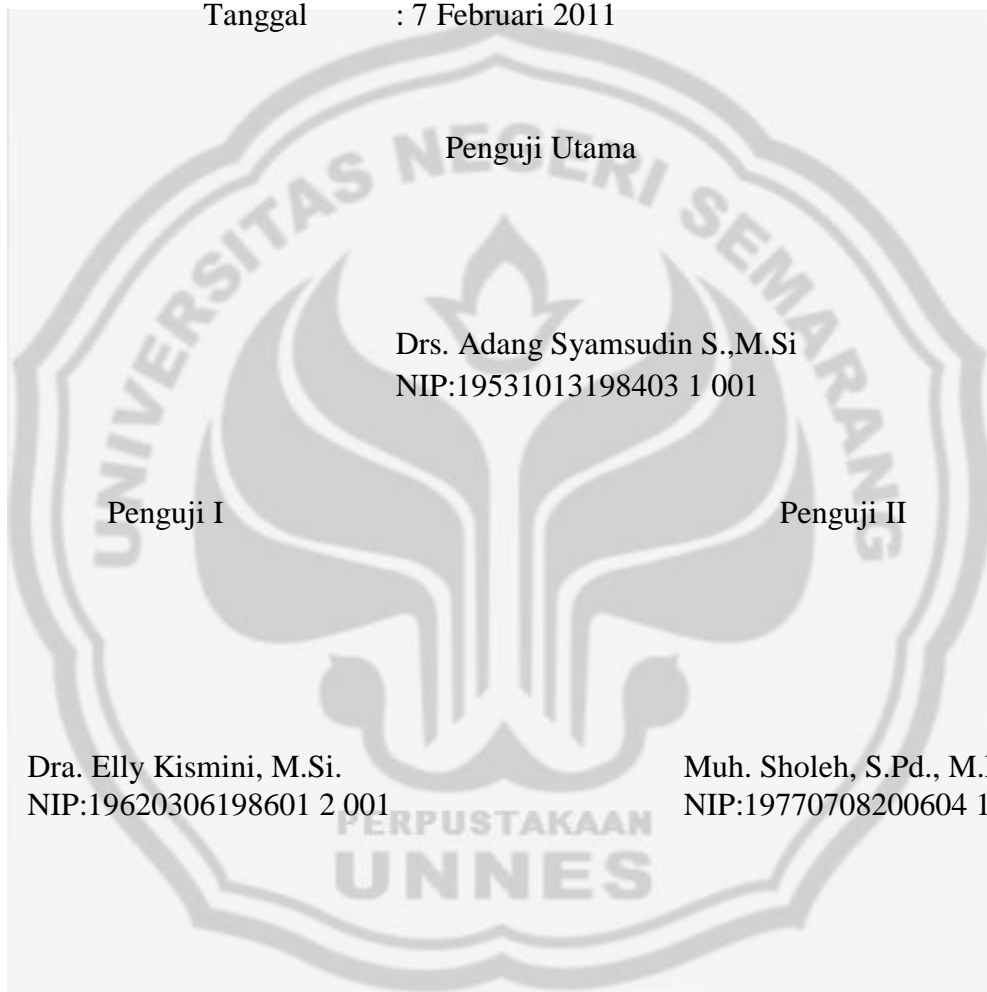 Tanggal : 7 Februari 2011
Penguji Utama
Drs. Adang Syamsudin S.,M.Si
NIP:19531013198403 1 001
Penguji I Penguji II
Dra. Elly Kismini, M.Si. Muh. Sholeh, S.Pd.,
NIP:19620306198601 2 001 NIP:19770708200604 1
UNIVERSITAS NEGERI SEMARANG
PERPUSTAKAAN
UNNES